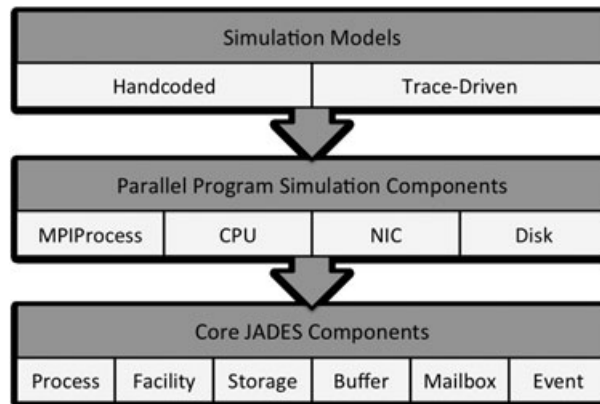 Simulation Models
Handcoded Trace-Driven
Parallel Program Simulation Components
MPIProcess CPU NIC Disk
Core JADES Components
Process Facility Storage Buffer Mailbox Event